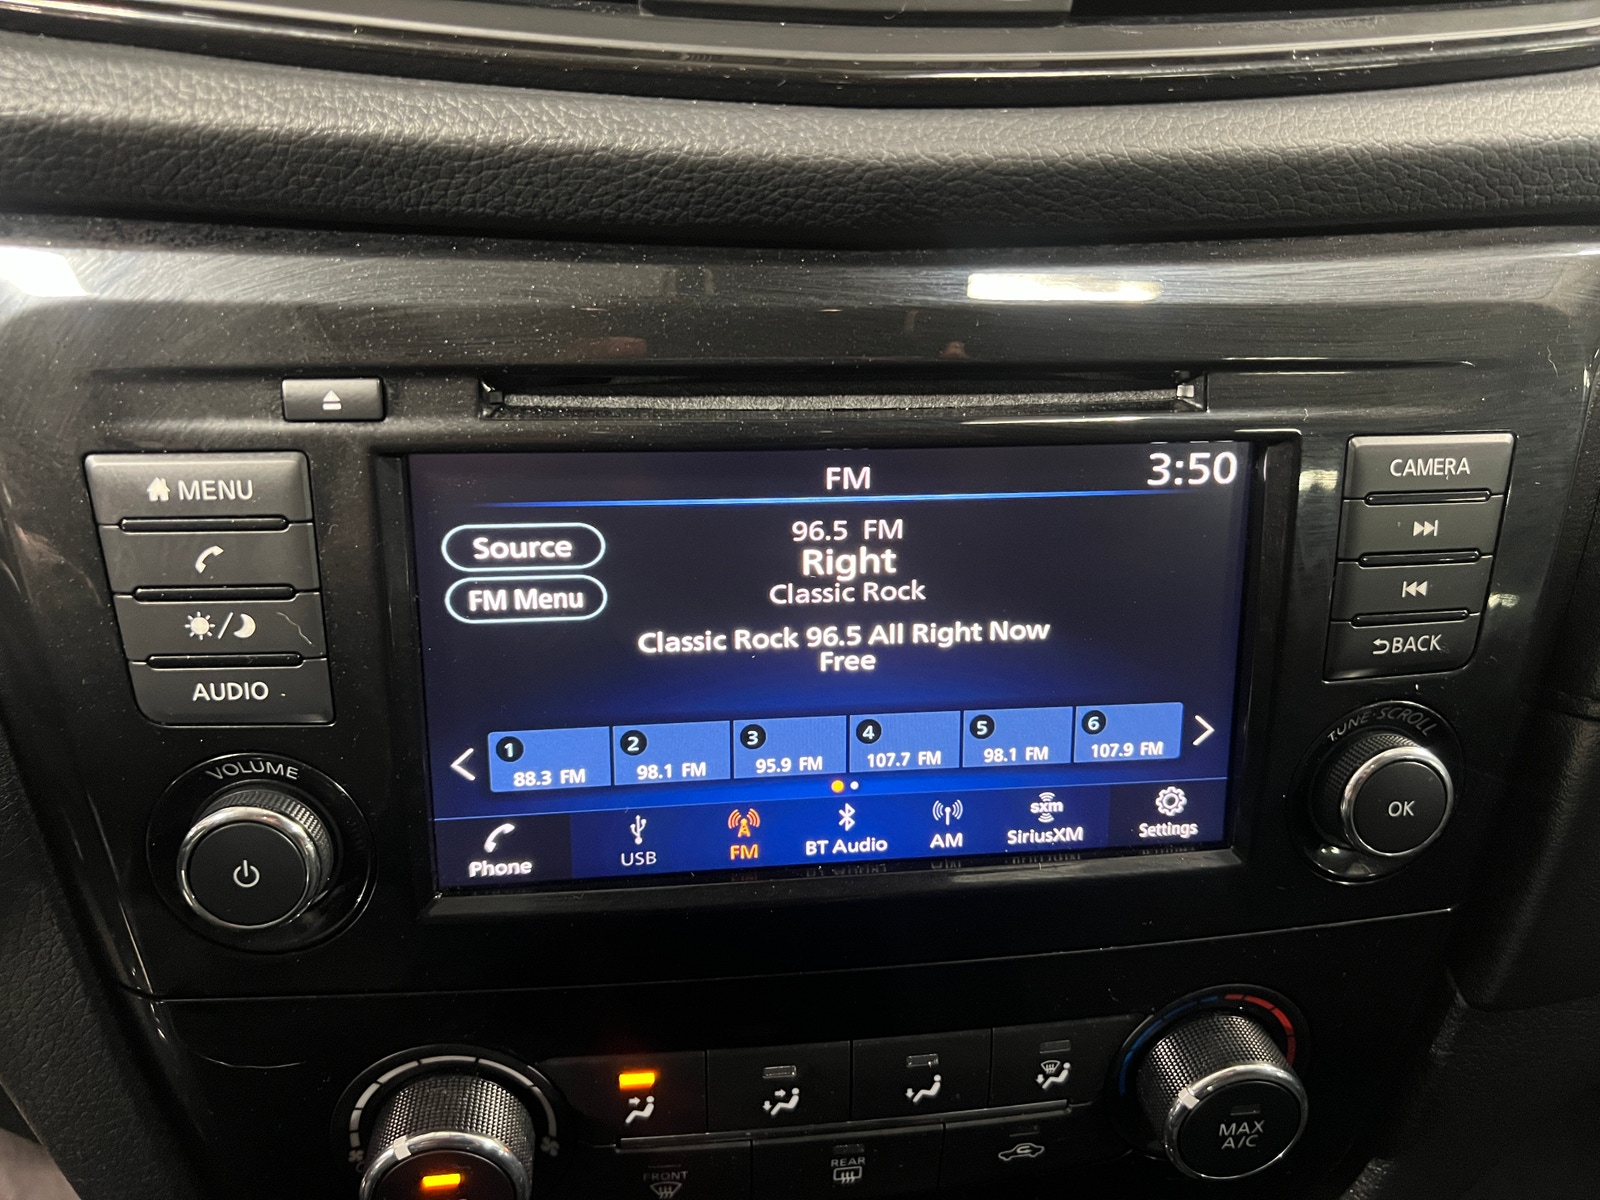 MENU
AUDIO
VOLUME
FM
3:50
Source
FM Menu
96.5 FM
Right
Classic Rock
Classic Rock 96.5 All Right Now
Free
1 88.3 FM
2 98.1 FM
3 95.9 FM
4 107.7 FM
5 98.1 FM
6 107.9 FM
Phone
USB
FM
BT Audio
AM
sxm
SiriusXM
Settings
CAMERA
BACK
TUNE·SCROLL
OK
FRONT
REAR
MAX
A/C